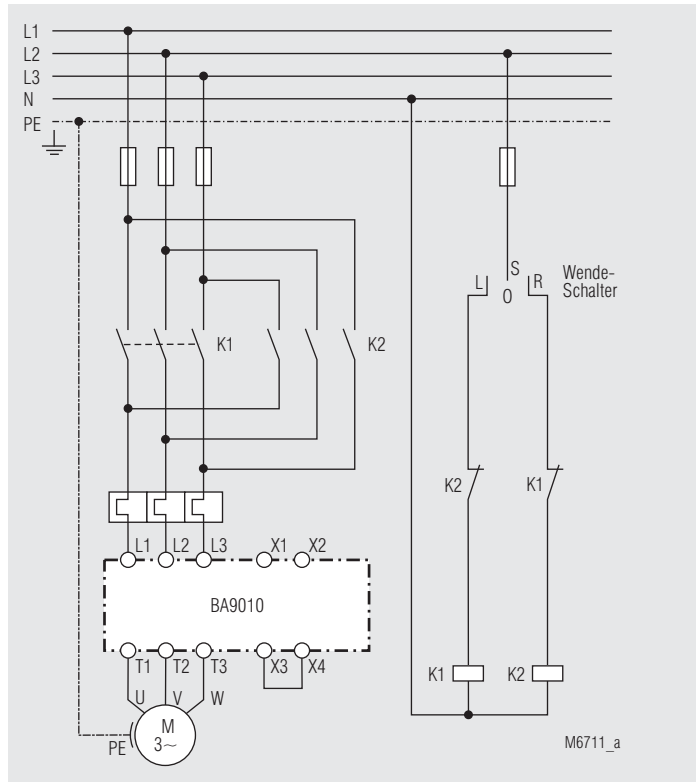 L1
L2
L3
N
PE
S
L
O
R
Wende-
Schalter
K1
K2
K2
K1
L1 L2 L3 X1 X2
BA9010
T1 T2 T3 X3 X4
U V W
K1
K2
M
3~
PE
M6711_a